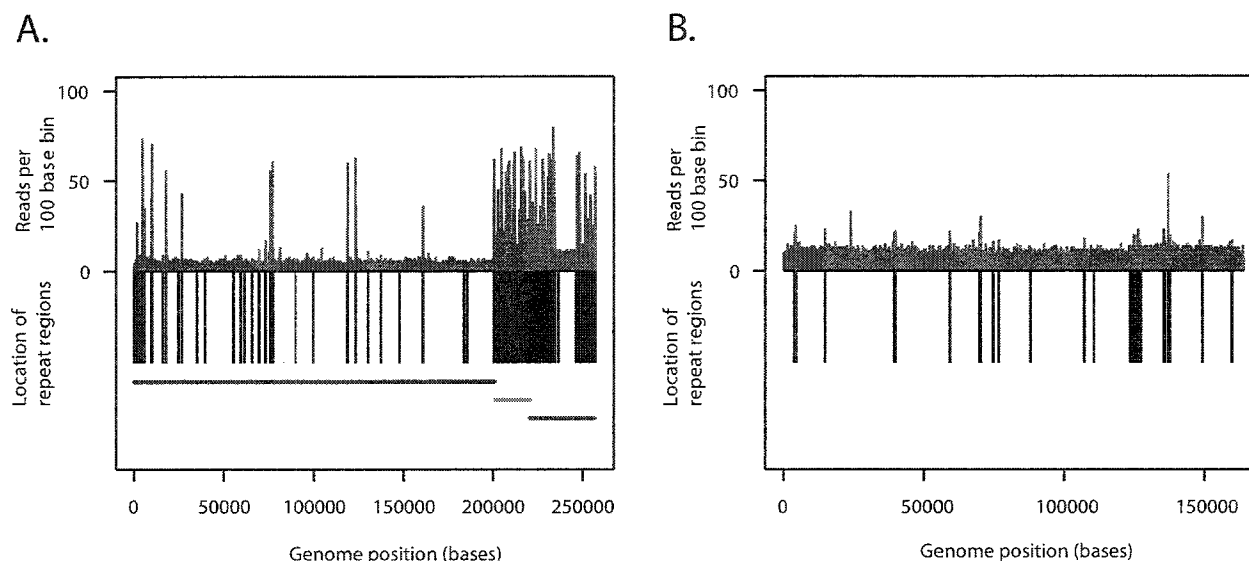 A.
100
50
0
Reads per
100 base bin
Location of
repeat regions
0 50000 100000 150000 200000 250000
Genome position (bases)
B.
100
50
0
Reads per
100 base bin
Location of
repeat regions
0 50000 100000 150000
Genome position (bases)